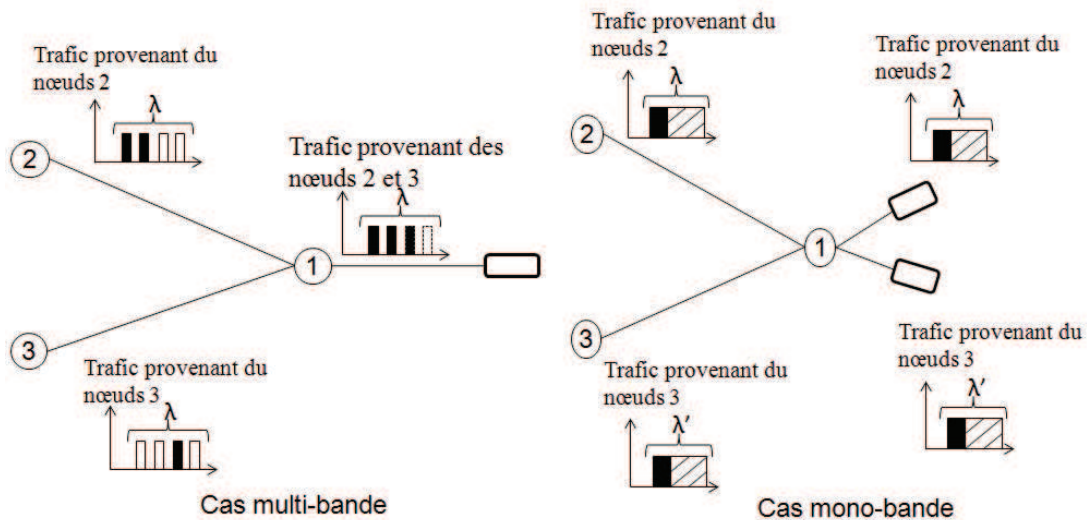 Trafic provenant du
nœuds 2
λ
2
Trafic provenant des
nœuds 2 et 3
λ
1
3
Trafic provenant du
nœuds 3
λ
Cas multi-bande
Trafic provenant du
nœuds 2
λ
2
Trafic provenant du
nœuds 2
λ
1
3
Trafic provenant du
nœuds 3
λ'
Trafic provenant du
nœuds 3
λ'
Cas mono-bande